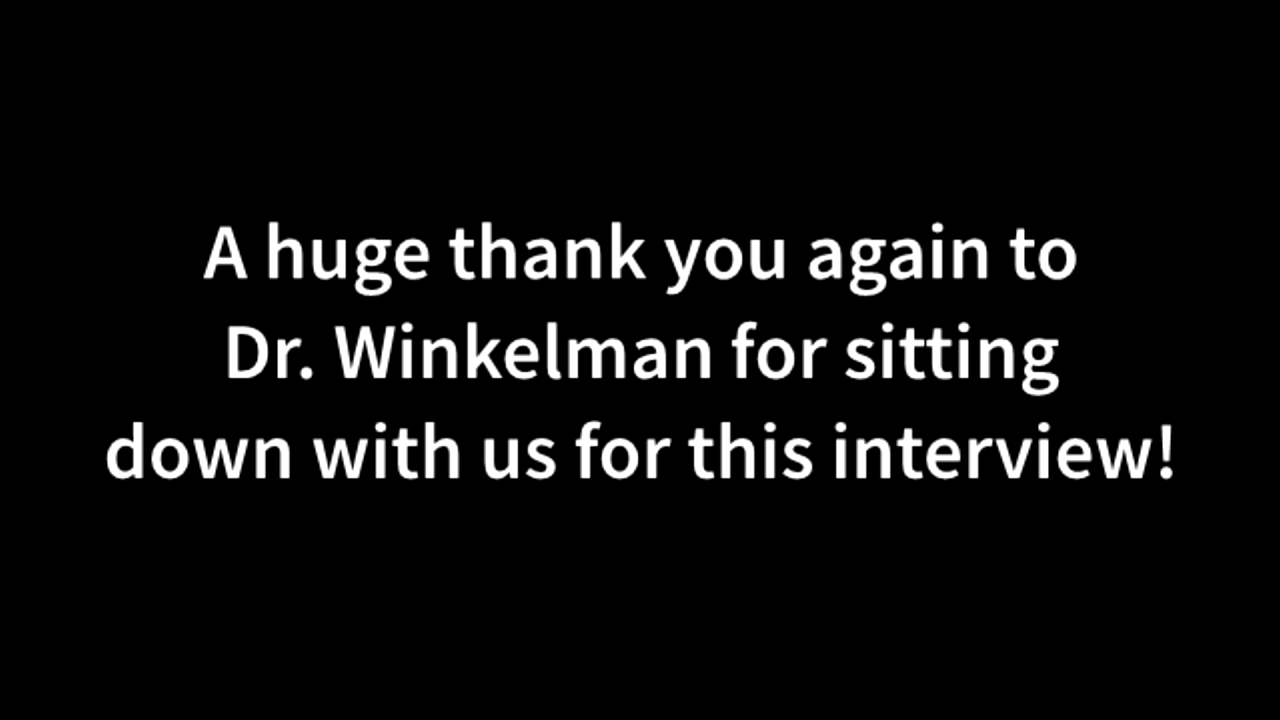 A huge thank you again to
Dr. Winkelman for sitting
down with us for this interview!